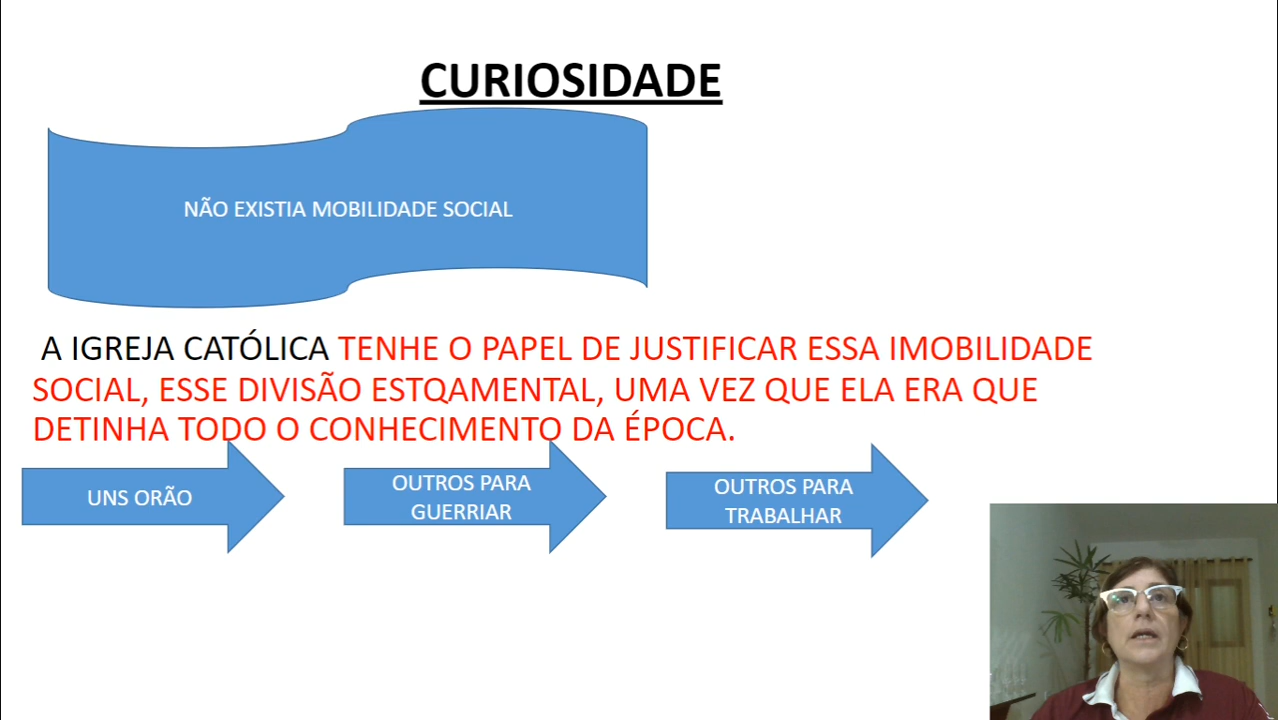 CURIOSIDADE
NÃO EXISTIA MOBILIDADE SOCIAL
A IGREJA CATÓLICA TENHE O PAPEL DE JUSTIFICAR ESSA IMOBILIDADE
SOCIAL, ESSE DIVISÃO ESTQAMENTAL, UMA VEZ QUE ELA ERA QUE
DETINHA TODO O CONHECIMENTO DA ÉPOCA.
UNS ORÃO
OUTROS PARA
GUERRIAR
OUTROS PARA
TRABALHAR